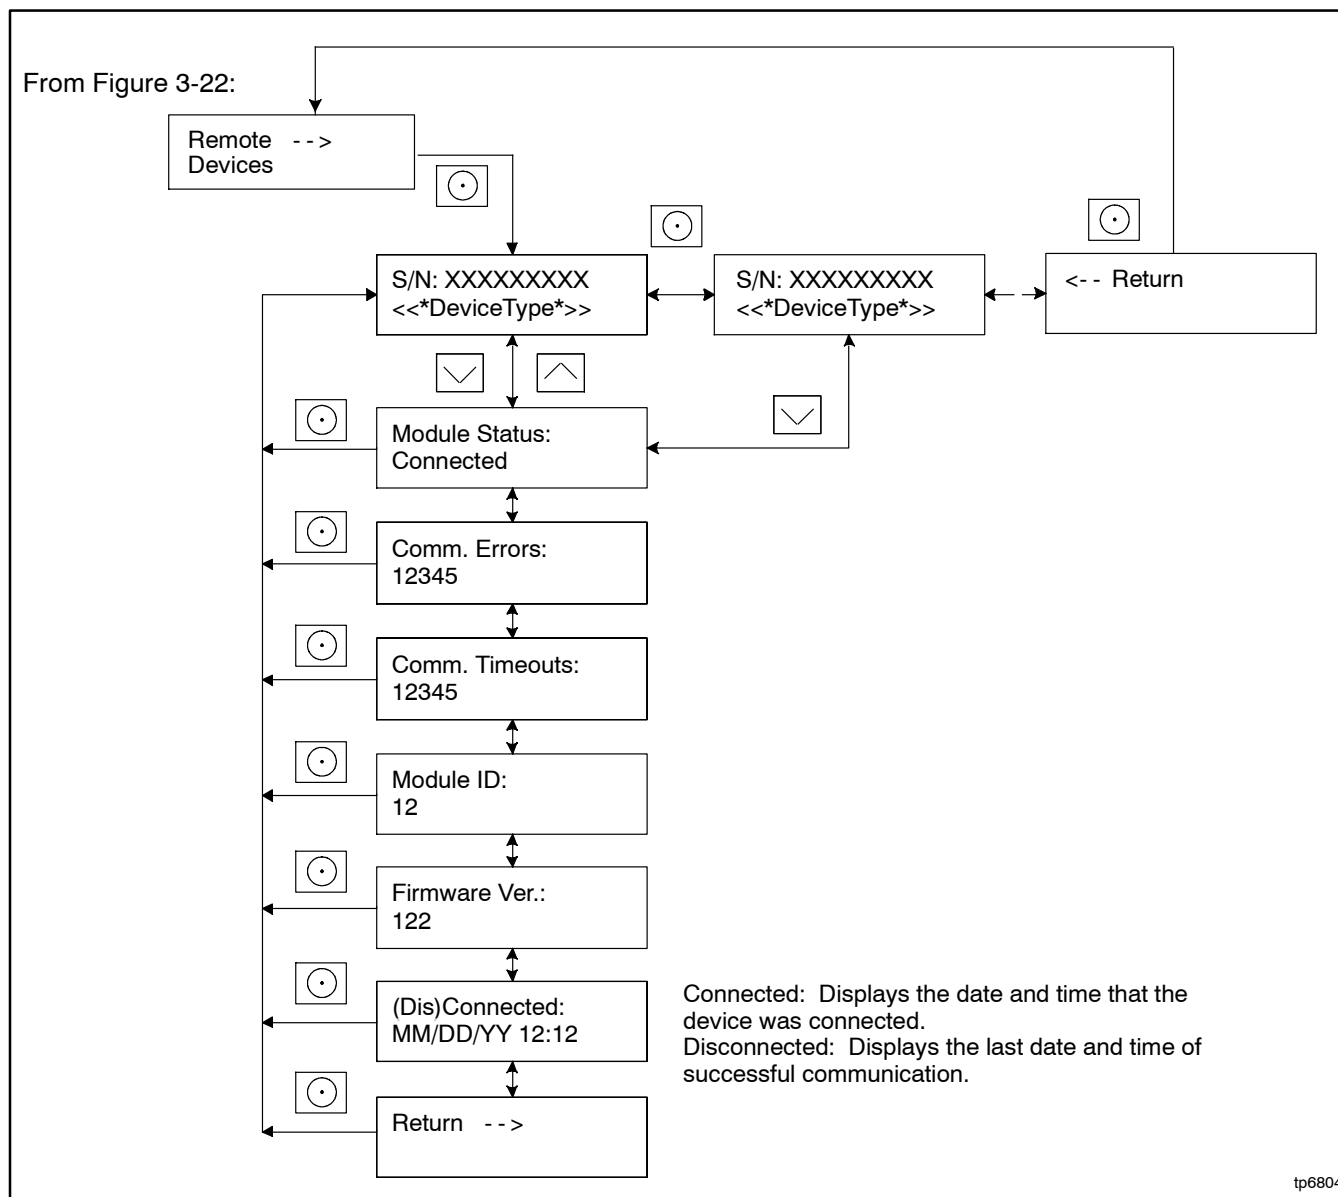 From Figure 3-22:
Remote -->
Devices
S/N: XXXXXXXXX
<<*DeviceType*>>
S/N: XXXXXXXXX
<<*DeviceType*>>
<-- Return
Module Status:
Connected
Comm. Errors:
12345
Comm. Timeouts:
12345
Module ID:
12
Firmware Ver.:
122
(Dis)Connected:
MM/DD/YY 12:12
Connected: Displays the date and time that the
device was connected.
Disconnected: Displays the last date and time of
successful communication.
Return -->
tp6804